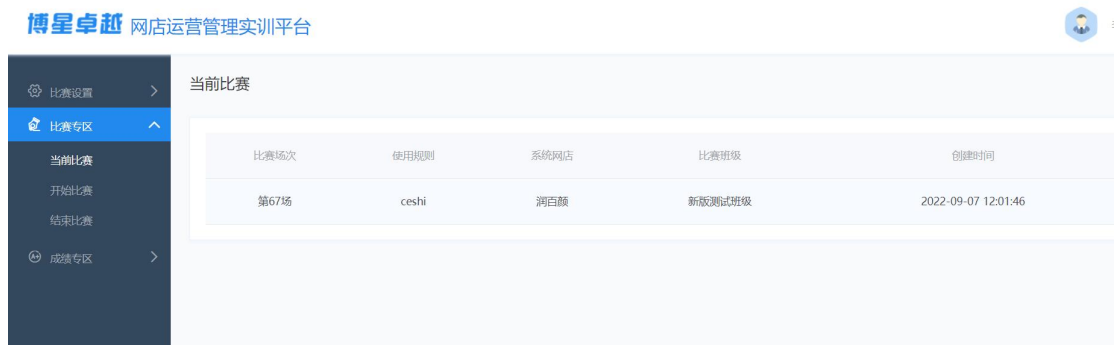 博星卓越 网店运营管理实训平台
比赛设置
比赛专区
当前比赛
开始比赛
结束比赛
成绩专区
当前比赛
比赛场次 使用规则 系统网店 比赛班级 创建时间
第67场 ceshi 润百颜 新版测试班级 2022-09-07 12:01:46